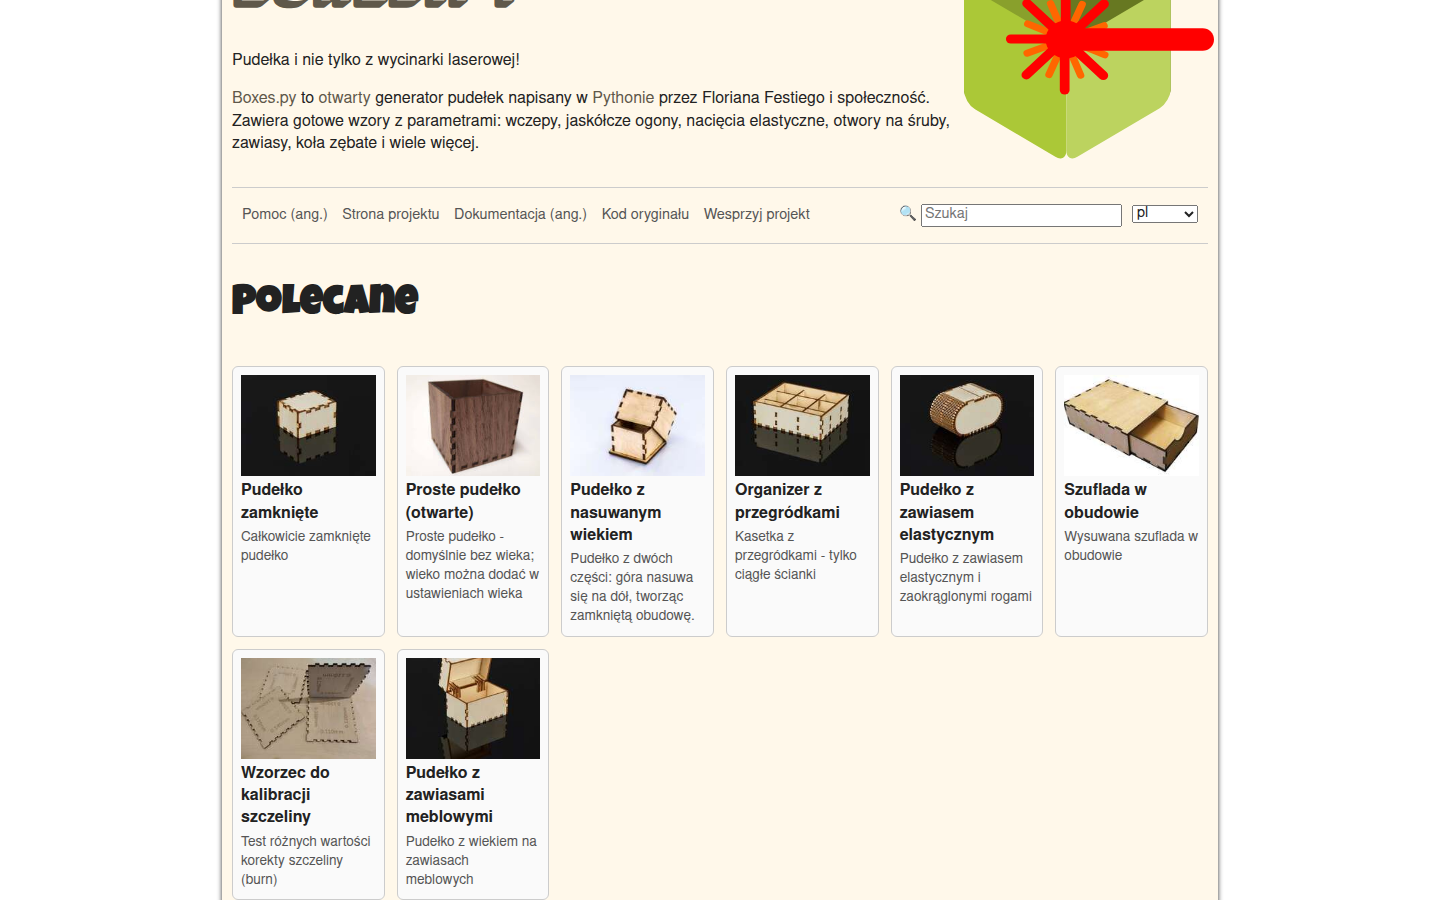 Pudełka i nie tylko z wycinarki laserowej!
Boxes.py to otwarty generator pudełek napisany w Pythonie przez Floriana Festiego i społeczność.
Zawiera gotowe wzory z parametrami: wczepy, jaskółcze ogony, nacięcia elastyczne, otwory na śruby,
zawiasy, koła zębate i wiele więcej.
Pomoc (ang.) Strona projektu Dokumentacja (ang.) Kod oryginału Wesprzyj projekt
Szukaj
pl
Polecane
Pudełko
zamknięte
Całkowicie zamknięte
pudełko
Proste pudełko
(otwarte)
Proste pudełko -
domyślnie bez wieka;
wieko można dodać w
ustawieniach wieka
Pudełko z
nasuwanym
wiekiem
Pudełko z dwóch
części: góra nasuwa
się na dół, tworząc
zamkniętą obudowę.
Organizer z
przegródkami
Kasetka z
przegródkami - tylko
ciągłe ścianki
Pudełko z
zawiasem
elastycznym
Pudełko z zawiasem
elastycznym i
zaokrąglonymi rogami
Szuflada w
obudowie
Wysuwana szuflada w
obudowie
Wzorzec do
kalibracji
szczeliny
Test różnych wartości
korekty szczeliny
(burn)
Pudełko z
zawiasami
meblowymi
Pudełko z wiekiem na
zawiasach
meblowych